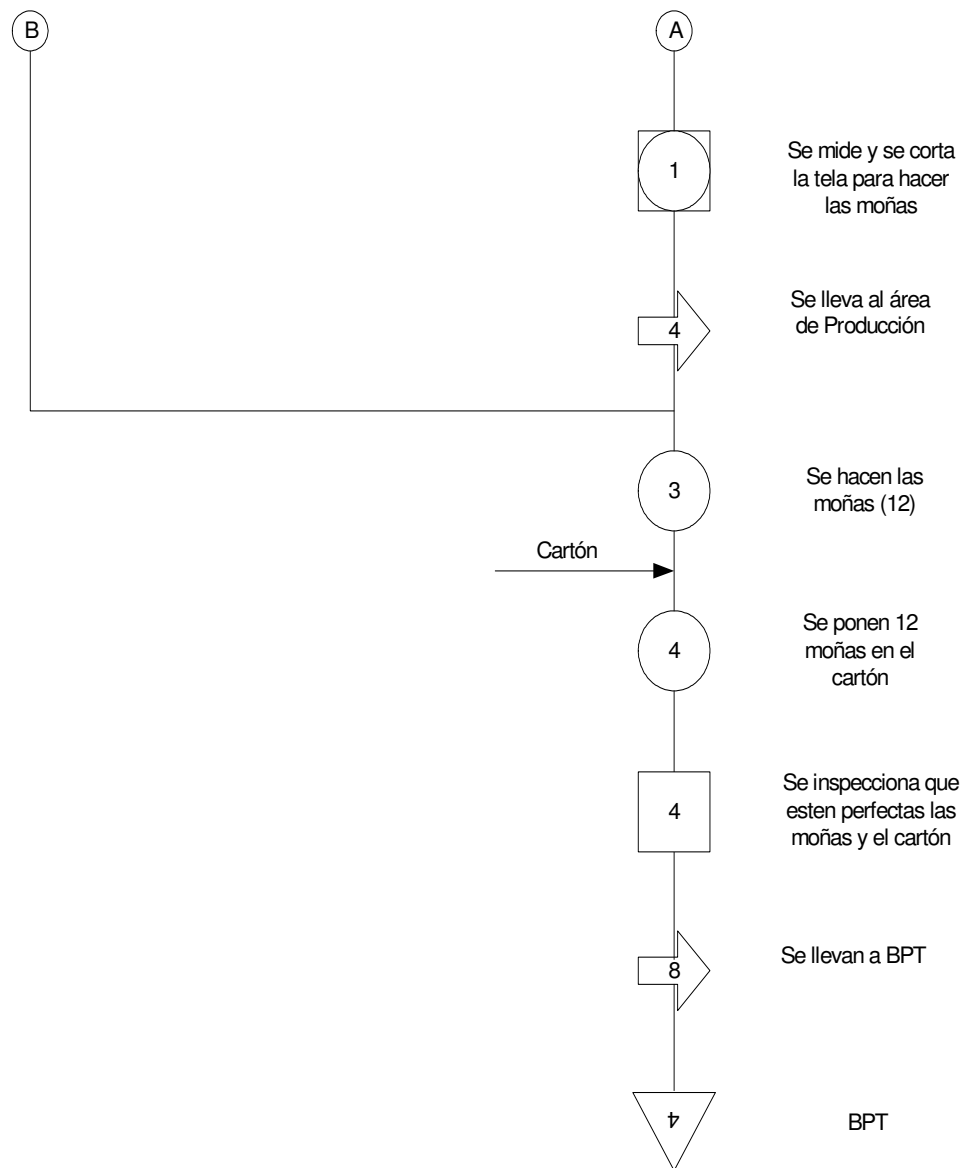 B
A
1
Se mide y se corta
la tela para hacer
las moñas
4
Se lleva al área
de Producción
3
Se hacen las
moñas (12)
Cartón
4
Se ponen 12
moñas en el
cartón
4
Se inspecciona que
esten perfectas las
moñas y el cartón
8
Se llevan a BPT
4
BPT